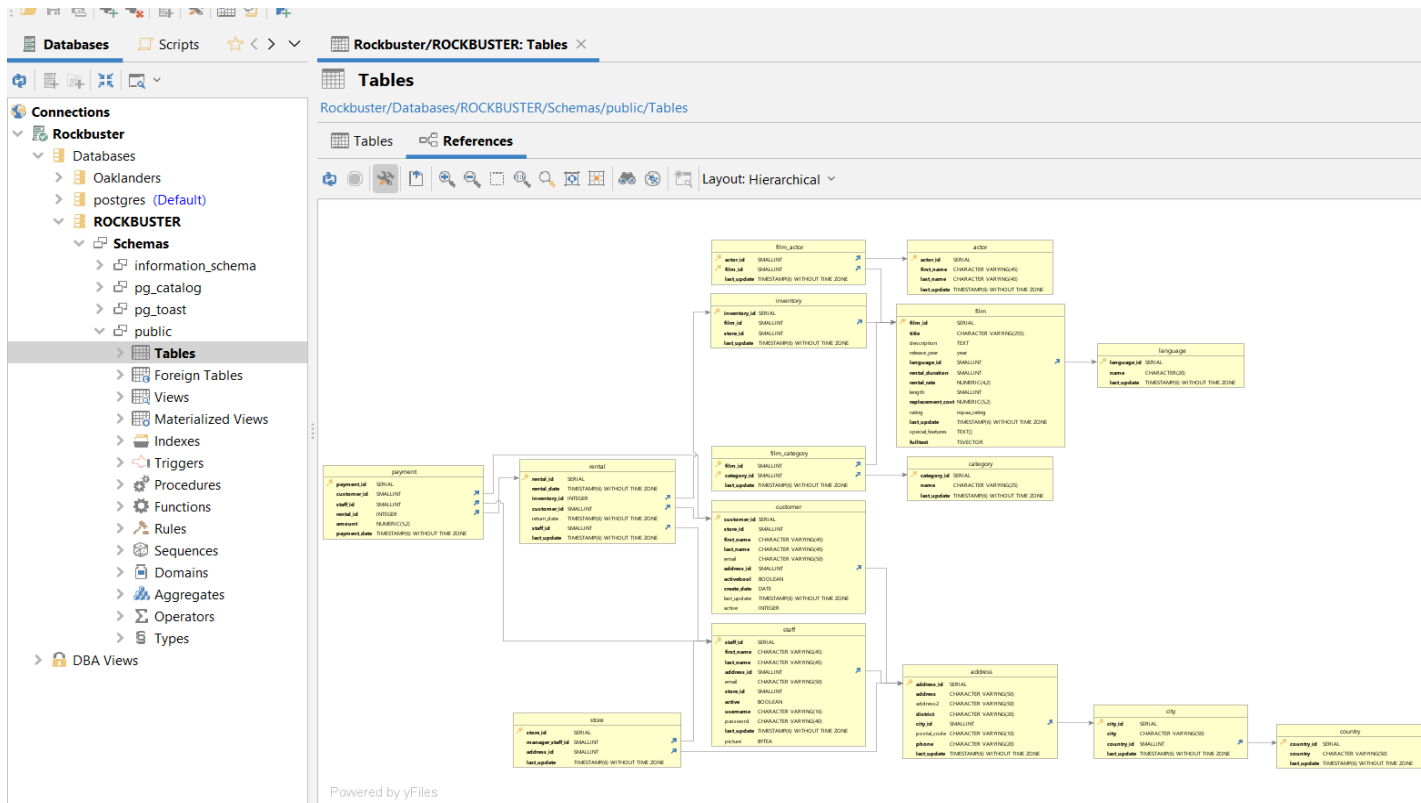 Databases
Scripts
Rockbuster/ROCKBUSTER: Tables
Tables
Rockbuster/Databases/ROCKBUSTER/Schemas/public/Tables
Tables
References
Layout: Hierarchical
Connections
Rockbuster
Databases
Oaklanders
postgres (Default)
ROCKBUSTER
Schemas
information_schema
pg_catalog
pg_toast
public
Tables
Foreign Tables
Views
Materialized Views
Indexes
Triggers
Procedures
Functions
Rules
Sequences
Domains
Aggregates
Operators
Types
DBA Views
film_actor
actor_id SMALLINT
film_id SMALLINT
last_update TIMESTAMP(6) WITHOUT TIME ZONE
actor
actor_id SERIAL
first_name CHARACTER VARYING(45)
last_name CHARACTER VARYING(45)
last_update TIMESTAMP(6) WITHOUT TIME ZONE
inventory
inventory_id SERIAL
film_id SMALLINT
store_id SMALLINT
last_update TIMESTAMP(6) WITHOUT TIME ZONE
film
film_id SERIAL
title CHARACTER VARYING(255)
description TEXT
release_year year
language_id SMALLINT
rental_duration SMALLINT
rental_rate NUMERIC(4,2)
length SMALLINT
replacement_cost NUMERIC(5,2)
rating mpaa_rating
last_update TIMESTAMP(6) WITHOUT TIME ZONE
special_features TEXT[]
fulltext TSVECTOR
language
language_id SERIAL
name CHARACTER(20)
last_update TIMESTAMP(6) WITHOUT TIME ZONE
film_category
film_id SMALLINT
category_id SMALLINT
last_update TIMESTAMP(6) WITHOUT TIME ZONE
category
category_id SERIAL
name CHARACTER VARYING(25)
last_update TIMESTAMP(6) WITHOUT TIME ZONE
payment
payment_id SERIAL
customer_id SMALLINT
staff_id SMALLINT
rental_id INTEGER
amount NUMERIC(5,2)
payment_date TIMESTAMP(6) WITHOUT TIME ZONE
rental
rental_id SERIAL
rental_date TIMESTAMP(6) WITHOUT TIME ZONE
inventory_id INTEGER
customer_id SMALLINT
return_date TIMESTAMP(6) WITHOUT TIME ZONE
staff_id SMALLINT
last_update TIMESTAMP(6) WITHOUT TIME ZONE
customer
customer_id SERIAL
store_id SMALLINT
first_name CHARACTER VARYING(45)
last_name CHARACTER VARYING(45)
email CHARACTER VARYING(50)
address_id SMALLINT
activebool BOOLEAN
create_date DATE
last_update TIMESTAMP(6) WITHOUT TIME ZONE
active INTEGER
staff
staff_id SERIAL
first_name CHARACTER VARYING(45)
last_name CHARACTER VARYING(45)
address_id SMALLINT
email CHARACTER VARYING(50)
store_id SMALLINT
active BOOLEAN
username CHARACTER VARYING(16)
password CHARACTER VARYING(40)
last_update TIMESTAMP(6) WITHOUT TIME ZONE
picture BYTEA
address
address_id SERIAL
address CHARACTER VARYING(50)
address2 CHARACTER VARYING(50)
district CHARACTER VARYING(20)
city_id SMALLINT
postal_code CHARACTER VARYING(10)
phone CHARACTER VARYING(20)
last_update TIMESTAMP(6) WITHOUT TIME ZONE
store
store_id SERIAL
manager_staff_id SMALLINT
address_id SMALLINT
last_update TIMESTAMP(6) WITHOUT TIME ZONE
city
city_id SERIAL
city CHARACTER VARYING(50)
country_id SMALLINT
last_update TIMESTAMP(6) WITHOUT TIME ZONE
country
country_id SERIAL
country CHARACTER VARYING(50)
last_update TIMESTAMP(6) WITHOUT TIME ZONE
Powered by yFiles